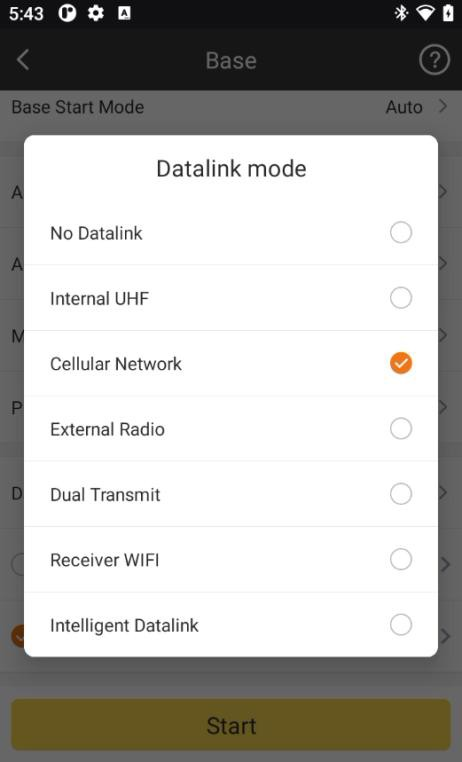 5:43
Base
Base Start Mode Auto
A
Datalink mode
No Datalink
A
Internal UHF
M
Cellular Network
P
External Radio
D
Dual Transmit
Receiver WIFI
Intelligent Datalink
Start